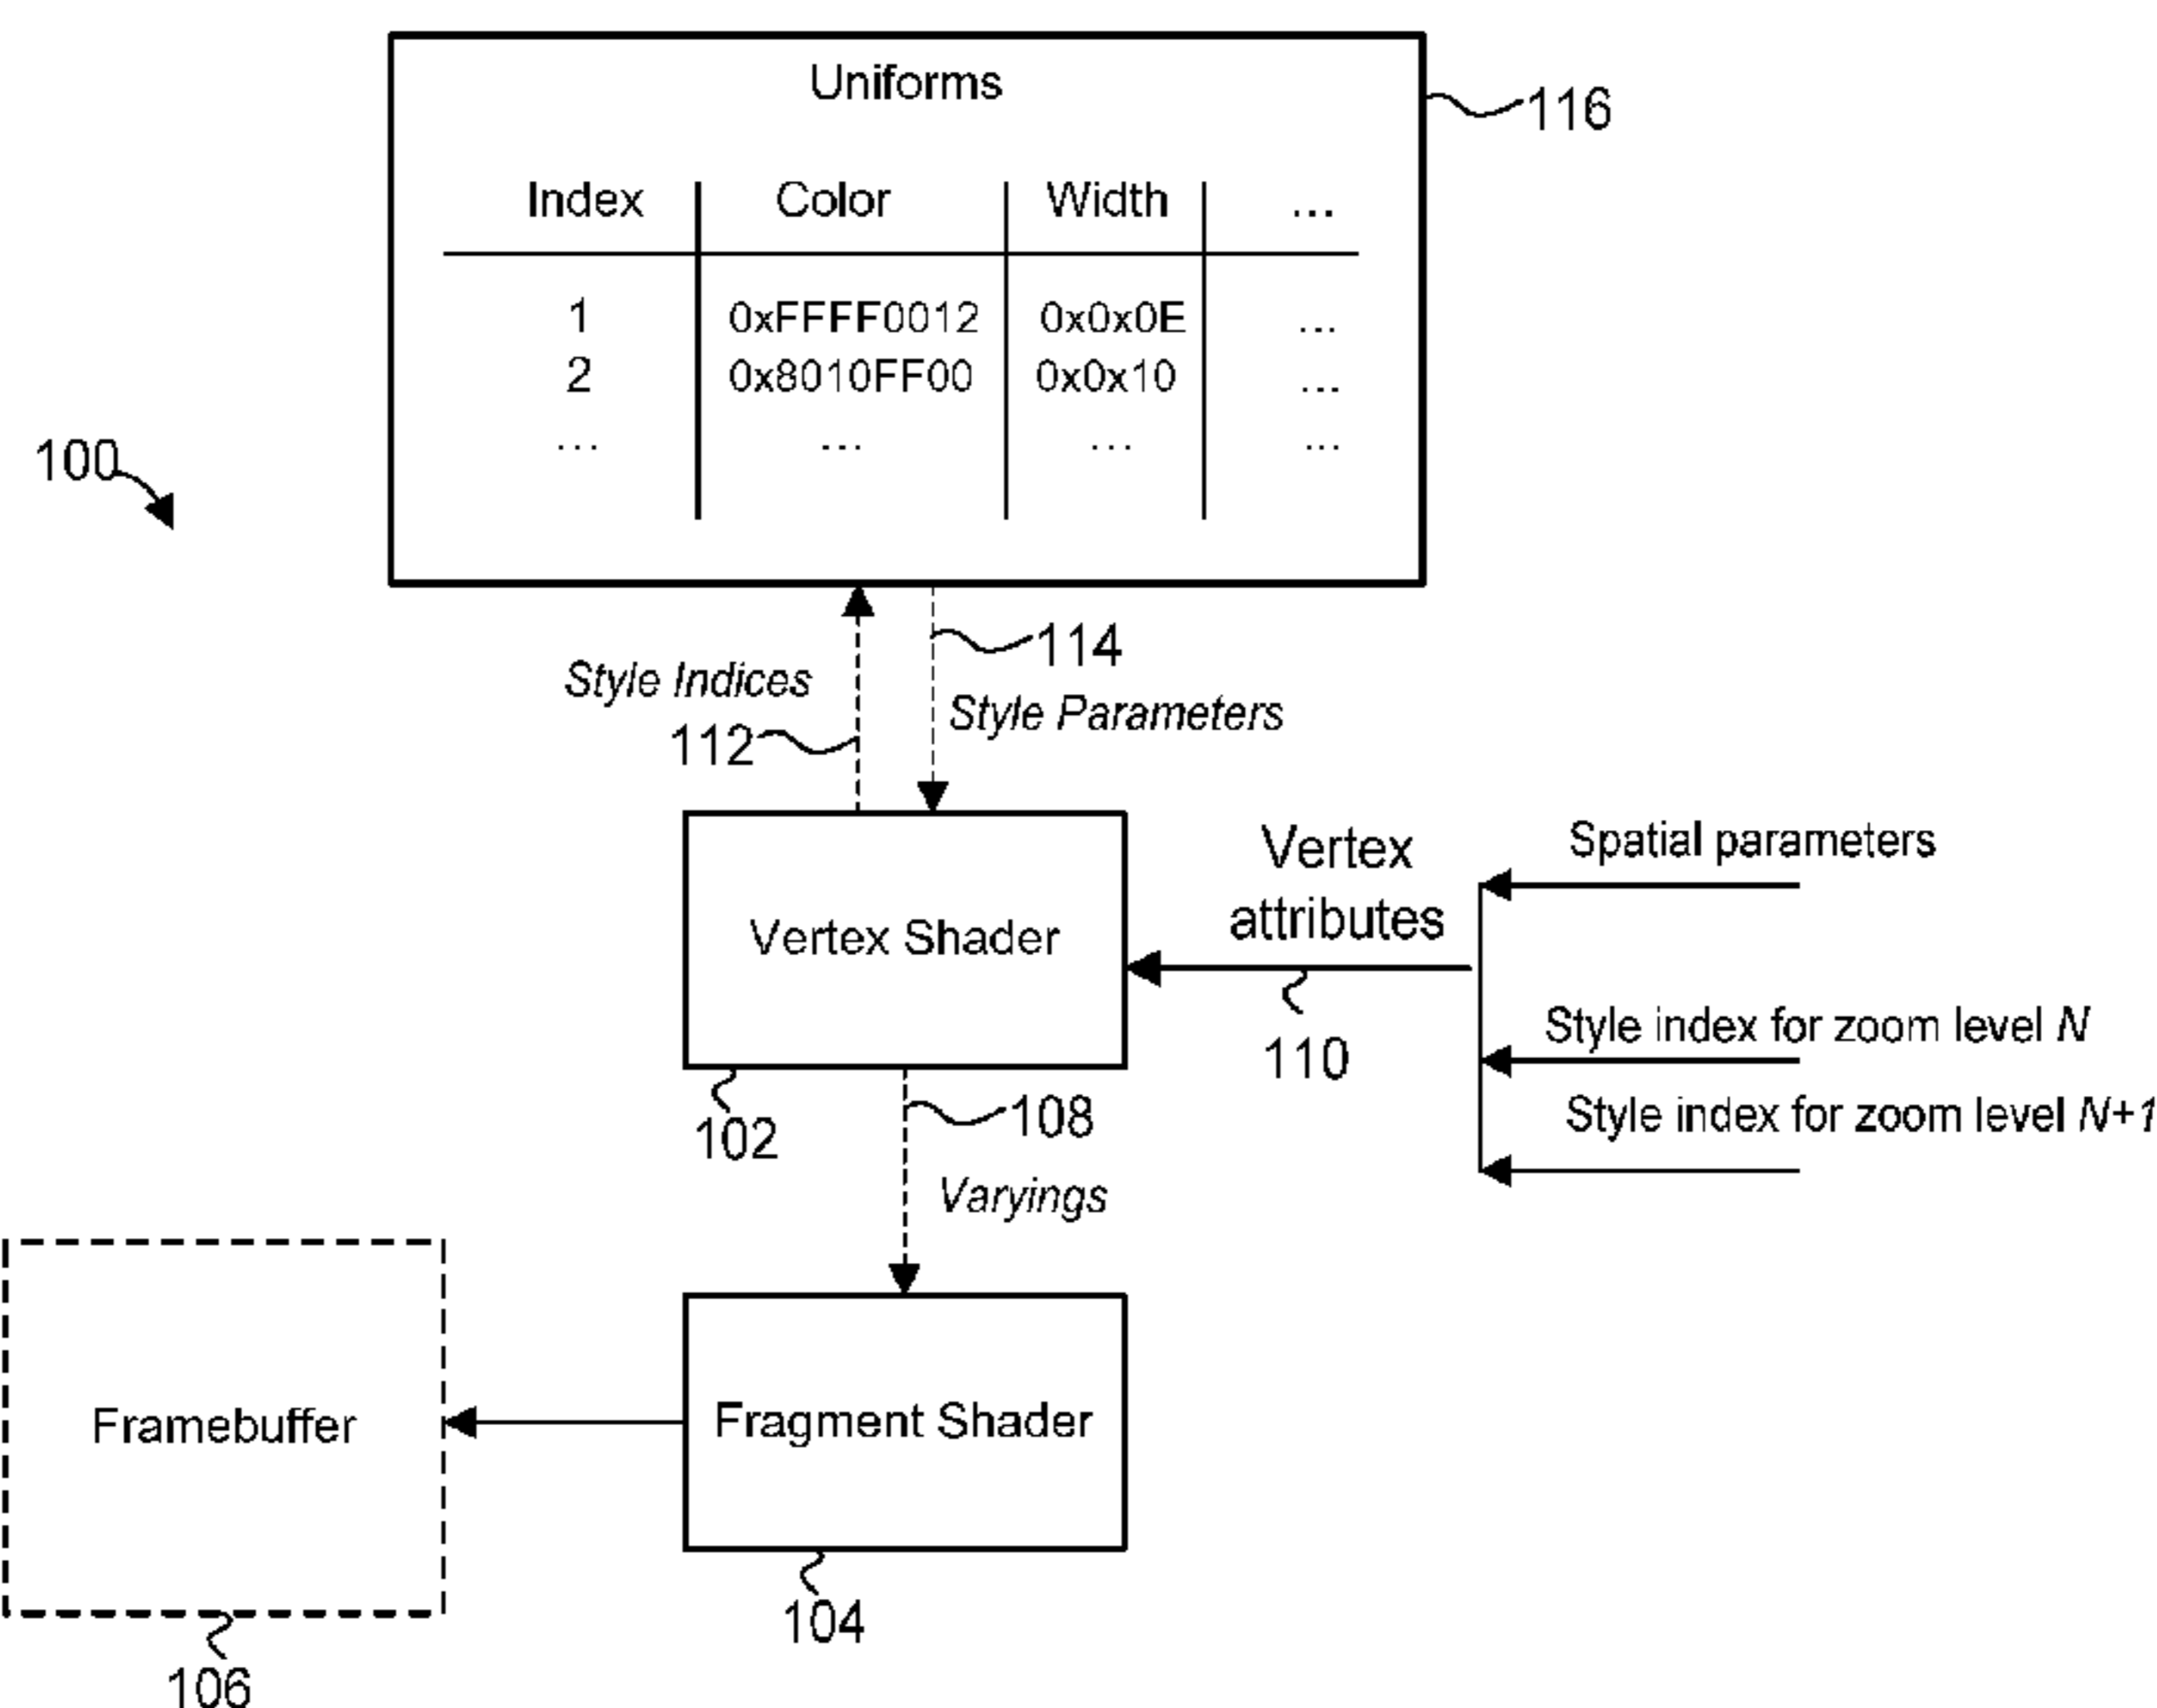 Uniforms
116
Index Color Width ...
1 0xFFFF0012 0x0x0E ...
2 0x8010FF00 0x0x10 ...
... ... ... ...
100
114
Style Indices
Style Parameters
112
Vertex attributes
Spatial parameters
Vertex Shader
Style index for zoom level N
110
Style index for zoom level N+1
108
102
Varyings
Framebuffer
Fragment Shader
104
106